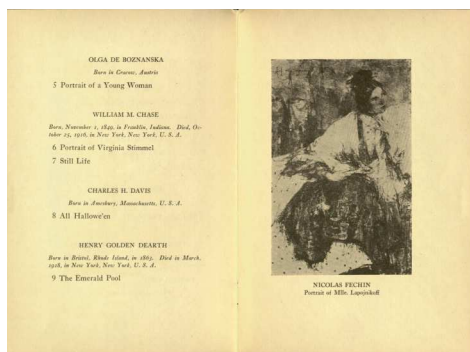 OLGA DE BOZNANSKA
Born in Cracow, Austria
5 Portrait of a Young Woman
WILLIAM M. CHASE
Born, November 1, 1849, in Franklin, Indiana. Died, Oc-
tober 25, 1916, in New York, New York, U. S. A.
6 Portrait of Virginia Stimmel
7 Still Life
CHARLES H. DAVIS
Born in Amesbury, Massachusetts, U. S. A.
8 All Hallowe'en
HENRY GOLDEN DEARTH
Born in Bristol, Rhode Island, in 1863. Died in March,
1918, in New York, New York, U. S. A.
9 The Emerald Pool
NICOLAS FECHIN
Portrait of Mlle. Lapojnikoff